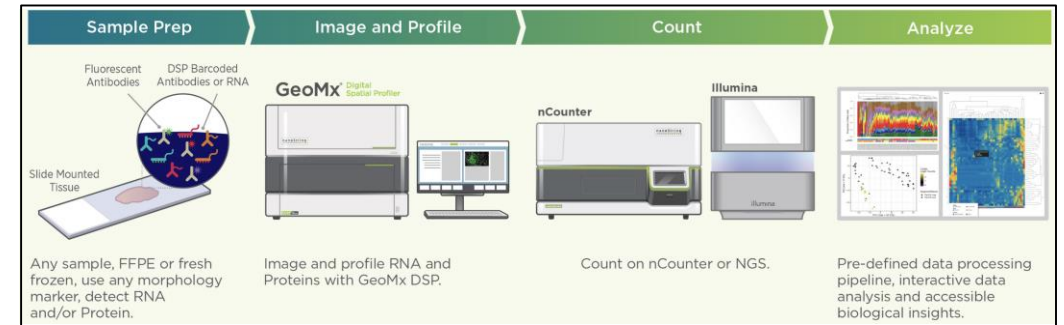 Sample Prep
Image and Profile
Count
Analyze
Fluorescent
Antibodies
DSP Barcoded
Antibodies or RNA
Slide Mounted
Tissue
GeoMx® Digital
Spatial Profiler
nanoString
nCounter
nanoString
Illumina
illumina
Any sample, FFPE or fresh
frozen, use any morphology
marker, detect RNA
and/or Protein.
Image and profile RNA and
Proteins with GeoMx DSP.
Count on nCounter or NGS.
Pre-defined data processing
pipeline, interactive data
analysis and accessible
biological insights.